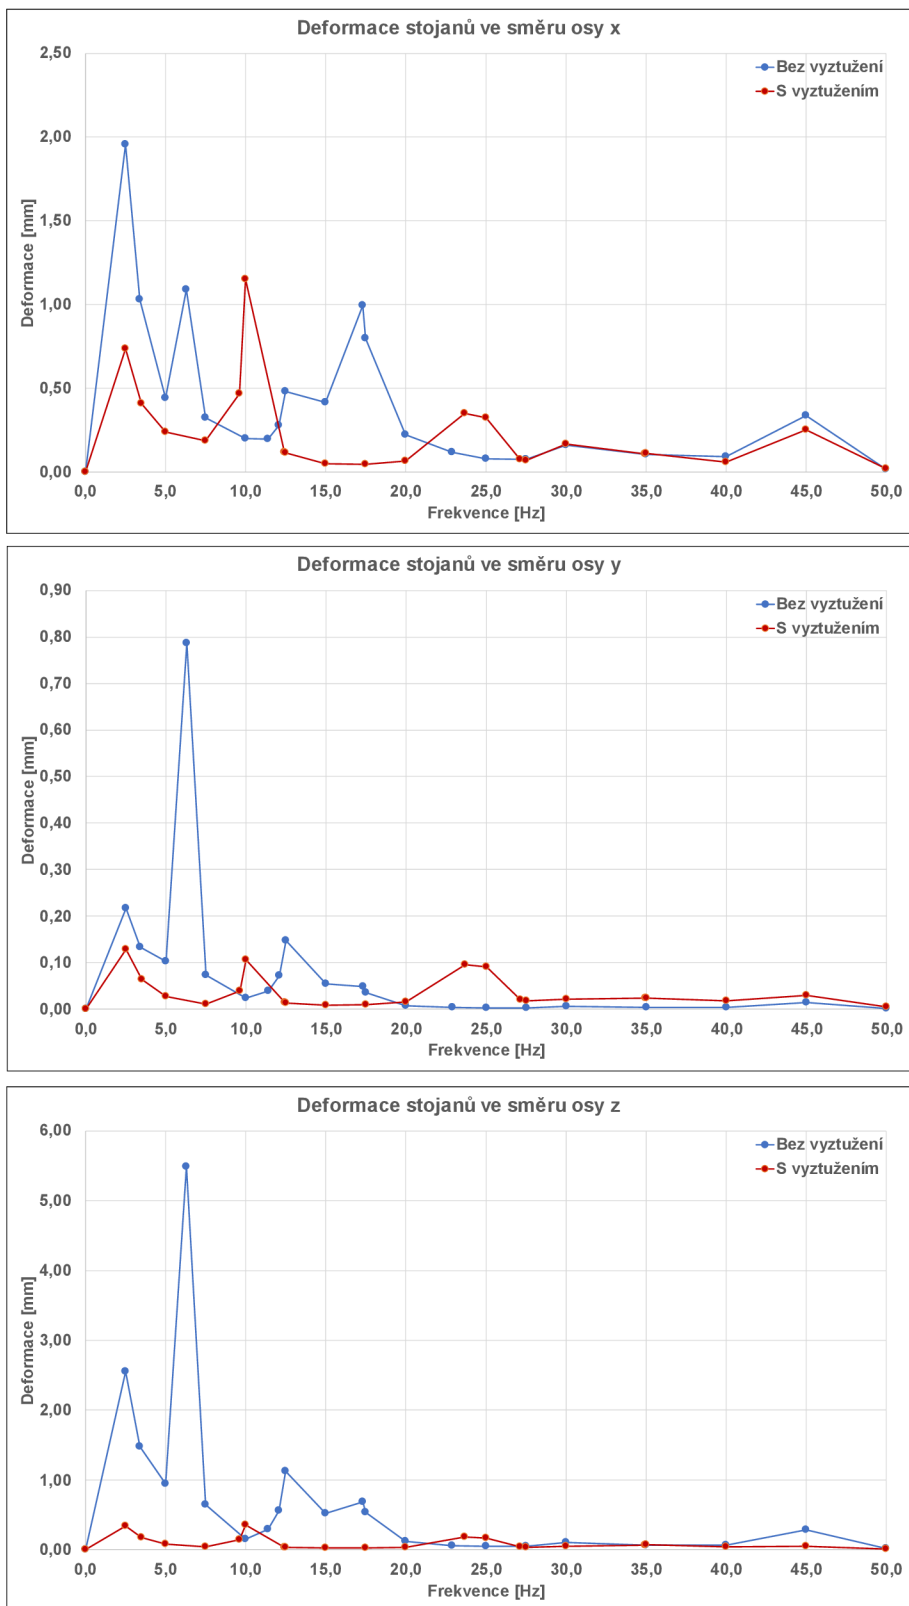 Deformace stojanů ve směru osy x
2,50
Bez vyztužení
S vyztužením
2,00
1,50
1,00
0,50
0,00
Deformace [mm]
0,0 5,0 10,0 15,0 20,0 25,0 30,0 35,0 40,0 45,0 50,0
Frekvence [Hz]
Deformace stojanů ve směru osy y
0,90
Bez vyztužení
S vyztužením
0,80
0,70
0,60
0,50
0,40
0,30
0,20
0,10
0,00
Deformace [mm]
0,0 5,0 10,0 15,0 20,0 25,0 30,0 35,0 40,0 45,0 50,0
Frekvence [Hz]
Deformace stojanů ve směru osy z
6,00
Bez vyztužení
S vyztužením
5,00
4,00
3,00
2,00
1,00
0,00
Deformace [mm]
0,0 5,0 10,0 15,0 20,0 25,0 30,0 35,0 40,0 45,0 50,0
Frekvence [Hz]